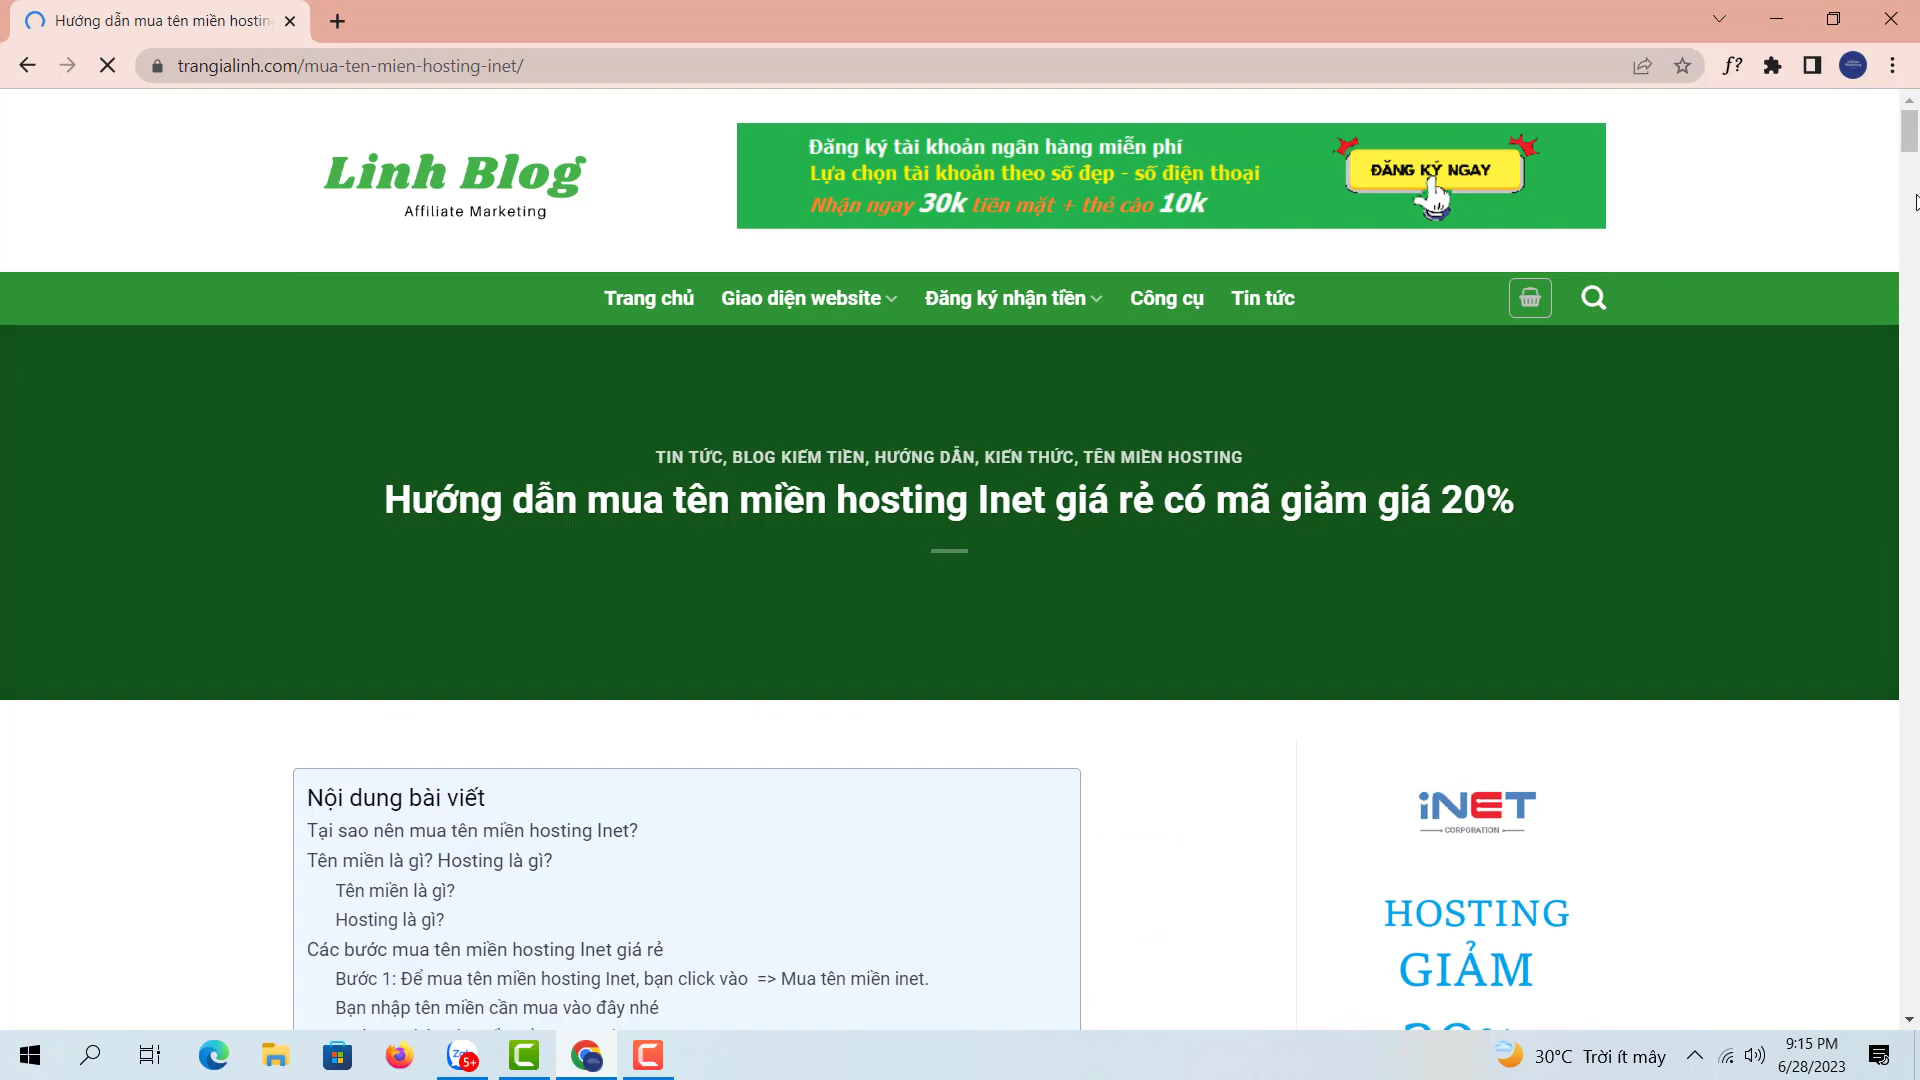 Hướng dẫn mua tên miền hostin
trangialinh.com/mua-ten-mien-hosting-inet/
f?
Linh Blog
Affiliate Marketing
Đăng ký tài khoản ngân hàng miễn phí
Lựa chọn tài khoản theo số đẹp - số điện thoại
Nhận ngay 30k tiền mặt + thẻ cào 10k
ĐĂNG KÝ NGAY
Trang chủ Giao diện website Đăng ký nhận tiền Công cụ Tin tức
TIN TỨC, BLOG KIẾM TIỀN, HƯỚNG DẪN, KIẾN THỨC, TÊN MIỀN HOSTING
Hướng dẫn mua tên miền hosting Inet giá rẻ có mã giảm giá 20%
Nội dung bài viết
Tại sao nên mua tên miền hosting Inet?
Tên miền là gì? Hosting là gì?
Tên miền là gì?
Hosting là gì?
Các bước mua tên miền hosting Inet giá rẻ
Bước 1: Để mua tên miền hosting Inet, bạn click vào => Mua tên miền inet.
Bạn nhập tên miền cần mua vào đây nhé
iNET
CORPORATION
HOSTING
GIẢM
5+
30°C Trời ít mây
9:15 PM
6/28/2023